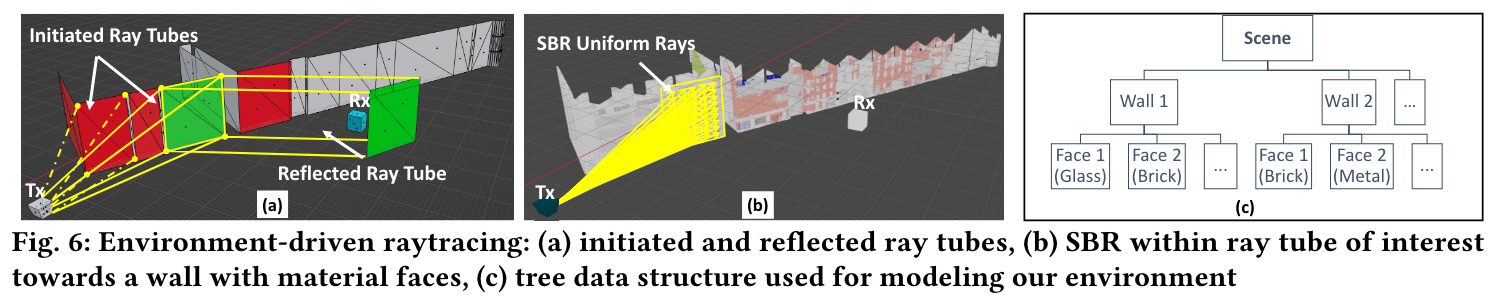 Initiated Ray Tubes
Rx
Reflected Ray Tube
Tx
(a)
SBR Uniform Rays
Rx
Tx
(b)
Scene
Wall 1
Wall 2
...
Face 1
(Glass)
Face 2
(Brick)
...
Face 1
(Brick)
Face 2
(Metal)
...
(c)
Fig. 6: Environment-driven raytracing: (a) initiated and reflected ray tubes, (b) SBR within ray tube of interest
towards a wall with material faces, (c) tree data structure used for modeling our environment